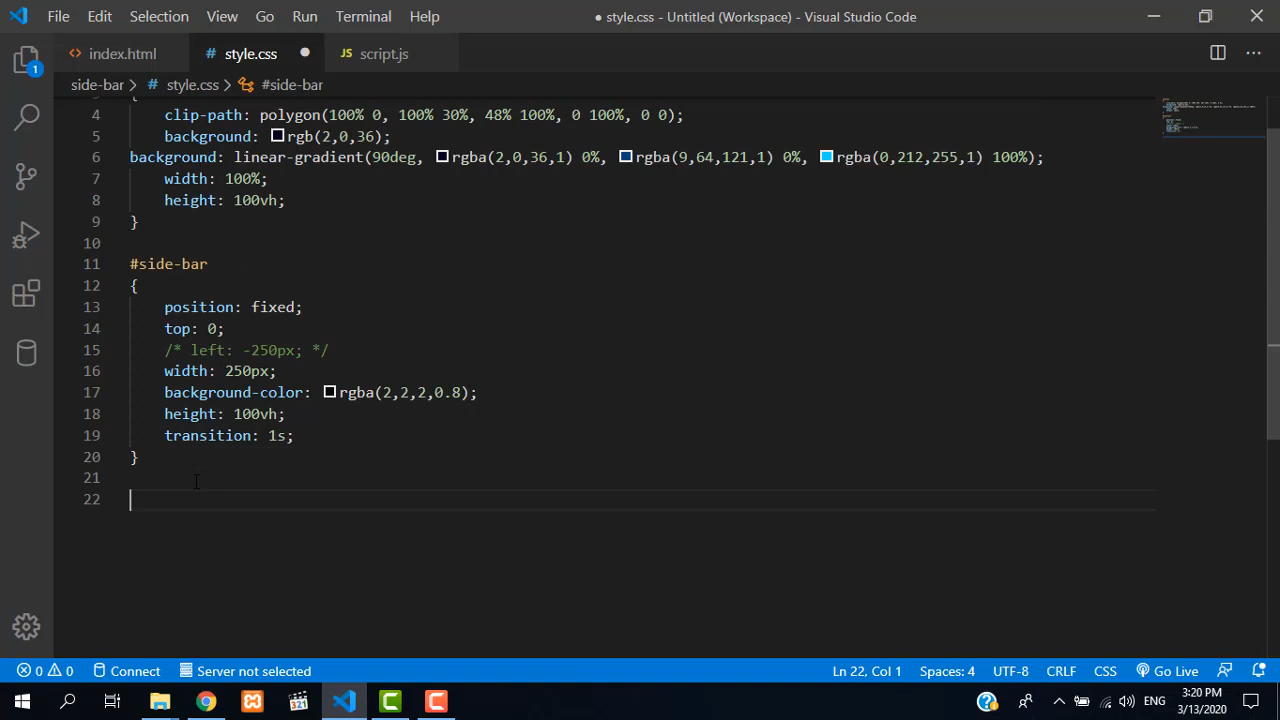 File Edit Selection View Go Run Terminal Help
● style.css - Untitled (Workspace) - Visual Studio Code
index.html
# style.css ●
JS script.js
side-bar > # style.css > #side-bar
1
4 clip-path: polygon(100% 0, 100% 30%, 48% 100%, 0 100%, 0 0);
5 background: rgb(2,0,36);
6 background: linear-gradient(90deg, rgba(2,0,36,1) 0%, rgba(9,64,121,1) 0%, rgba(0,212,255,1) 100%);
7 width: 100%;
8 height: 100vh;
9 }
10
11 #side-bar
12 {
13 position: fixed;
14 top: 0;
15 /* left: -250px; */
16 width: 250px;
17 background-color: rgba(2,2,2,0.8);
18 height: 100vh;
19 transition: 1s;
20 }
21
22
0 0 Connect Server not selected Ln 22, Col 1 Spaces: 4 UTF-8 CRLF CSS Go Live
321
ENG
3:20 PM
3/13/2020